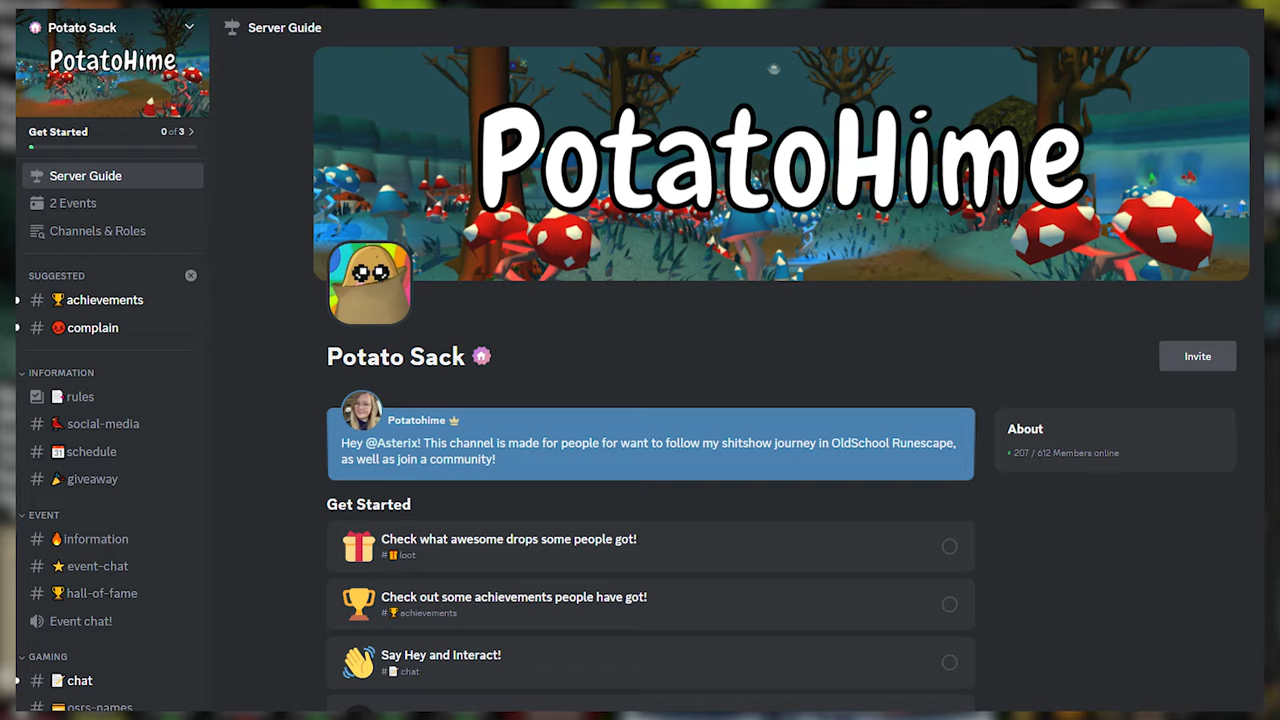 Potato Sack
PotatoHime
Get Started
0 of 3
Server Guide
2 Events
Channels & Roles
SUGGESTED
# achievements
# complain
INFORMATION
rules
# social-media
# schedule
# giveaway
EVENT
# information
# event-chat
# hall-of-fame
Event chat!
GAMING
# chat
# osrs-names
Server Guide
PotatoHime
Potato Sack
Invite
Potatohime
Hey @Asterix! This channel is made for people for want to follow my shitshow journey in OldSchool Runescape,
as well as join a community!
About
207 / 612 Members online
Get Started
Check what awesome drops some people got!
# loot
Check out some achievements people have got!
# achievements
Say Hey and Interact!
# chat